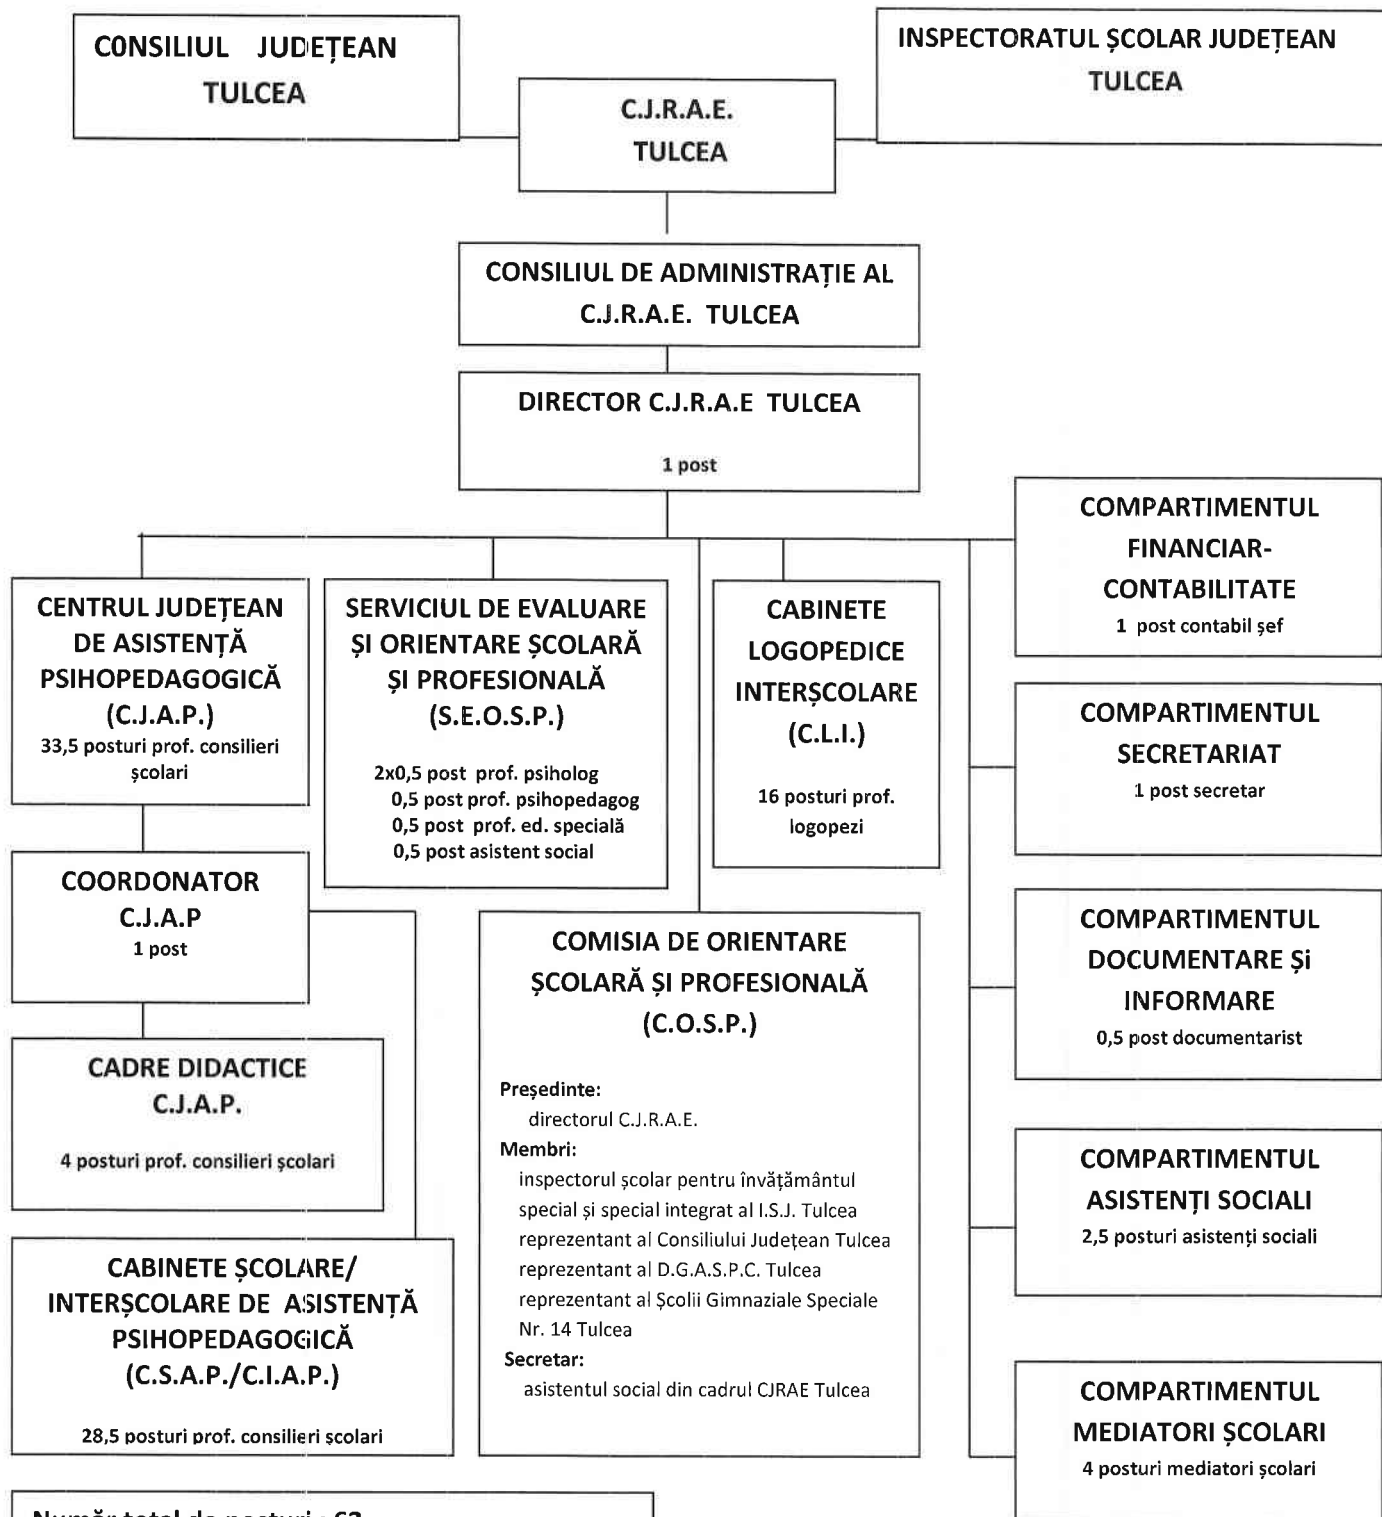 CONSILIUL JUDEȚEAN
TULCEA
INSPECTORATUL ȘCOLAR JUDEȚEAN
TULCEA
C.J.R.A.E.
TULCEA
CONSILIUL DE ADMINISTRAȚIE AL
C.J.R.A.E. TULCEA
DIRECTOR C.J.R.A.E TULCEA
1 post
CENTRUL JUDEȚEAN
DE ASISTENȚĂ
PSIHOPEDAGOGICĂ
(C.J.A.P.)
33,5 posturi prof. consilieri
școlari
SERVICIUL DE EVALUARE
ȘI ORIENTARE ȘCOLARĂ
ȘI PROFESIONALĂ
(S.E.O.S.P.)
2x0,5 post prof. psiholog
0,5 post prof. psihopedagog
0,5 post prof. ed. specială
0,5 post asistent social
CABINETE
LOGOPEDICE
INTERȘCOLARE
(C.L.I.)
16 posturi prof.
logopezi
COMPARTIMENTUL
FINANCIAR-
CONTABILITATE
1 post contabil șef
COMPARTIMENTUL
SECRETARIAT
1 post secretar
COORDONATOR
C.J.A.P
1 post
COMISIA DE ORIENTARE
ȘCOLARĂ ȘI PROFESIONALĂ
(C.O.S.P.)
Președinte:
directorul C.J.R.A.E.
Membri:
inspectorul școlar pentru învățământul
special și special integrat al I.S.J. Tulcea
reprezentant al Consiliului Județean Tulcea
reprezentant al D.G.A.S.P.C. Tulcea
reprezentant al Școlii Gimnaziale Speciale
Nr. 14 Tulcea
Secretar:
asistentul social din cadrul CJRAE Tulcea
COMPARTIMENTUL
DOCUMENTARE Și
INFORMARE
0,5 post documentarist
CADRE DIDACTICE
C.J.A.P.
4 posturi prof. consilieri școlari
COMPARTIMENTUL
ASISTENȚI SOCIALI
2,5 posturi asistenți sociali
CABINETE ȘCOLARE/
INTERȘCOLARE DE ASISTENȚĂ
PSIHOPEDAGOGICĂ
(C.S.A.P./C.I.A.P.)
28,5 posturi prof. consilieri școlari
COMPARTIMENTUL
MEDIATORI ȘCOLARI
4 posturi mediatori școlari
Număr total de posturi :